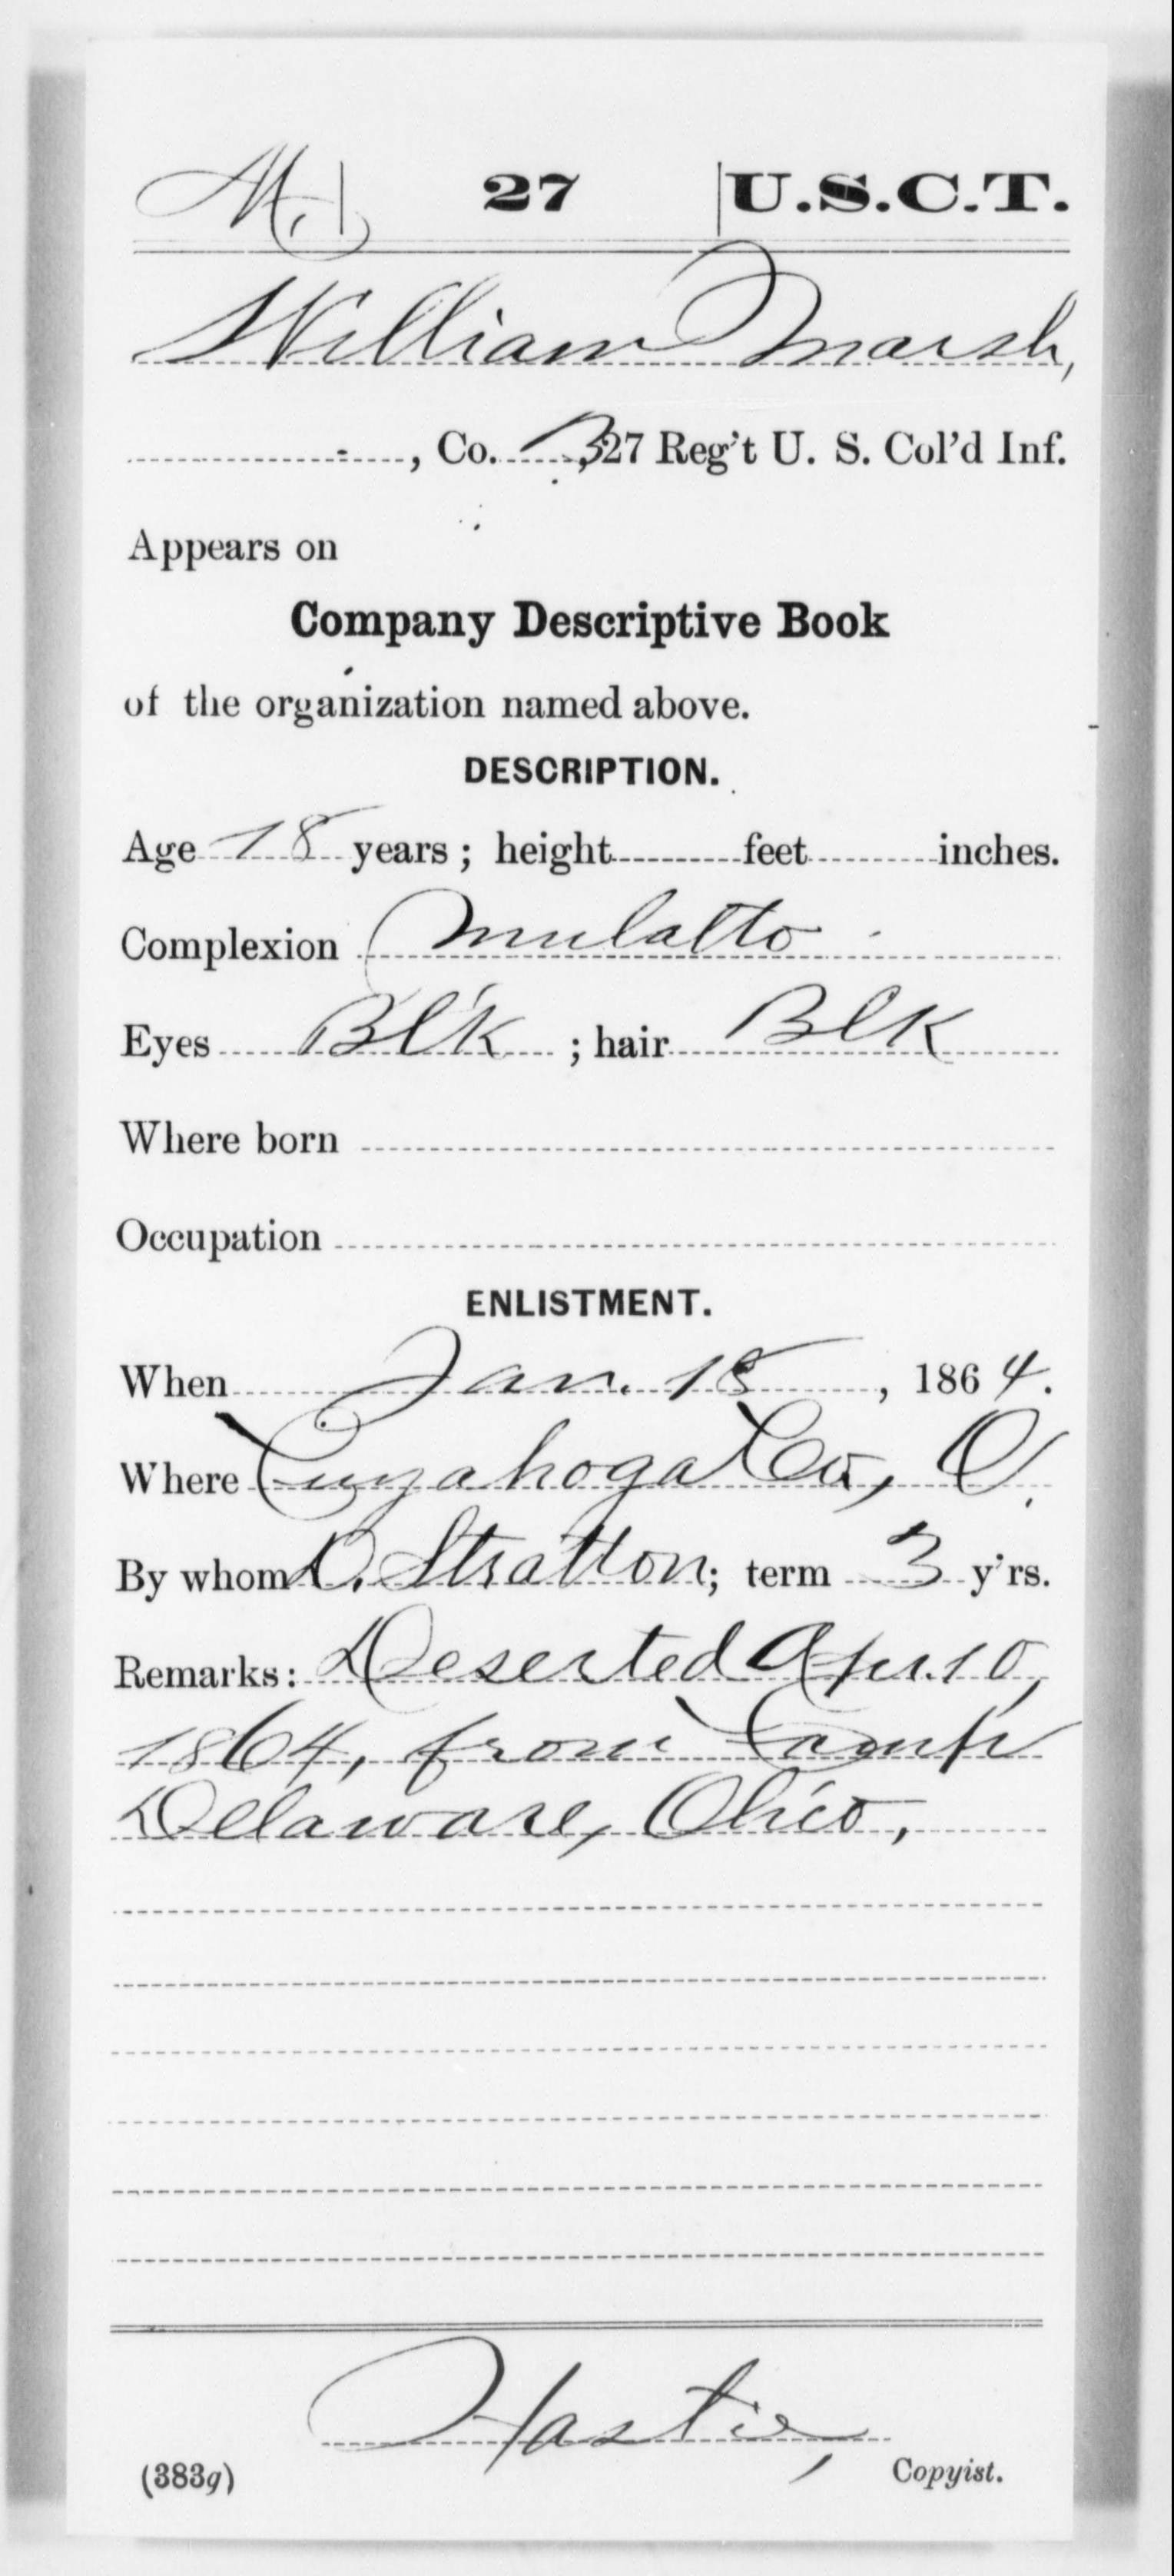 M. | 27 | U.S.C.T.
William Marsh,
, Co. B, 27 Reg't U. S. Col'd Inf.
Appears on
Company Descriptive Book
of the organization named above.
DESCRIPTION.
Age 18 years; height feet inches.
Complexion Mulatto
Eyes Blk ; hair Blk
Where born
Occupation
ENLISTMENT.
When Jan. 18, 1864.
Where Cuyahoga Co, O.
By whom D. Stratton; term 3 y'rs.
Remarks: Deserted Apr. 10,
1864, from Camp
Delaware, Ohio,
Hastie,
(383g) Copyist.